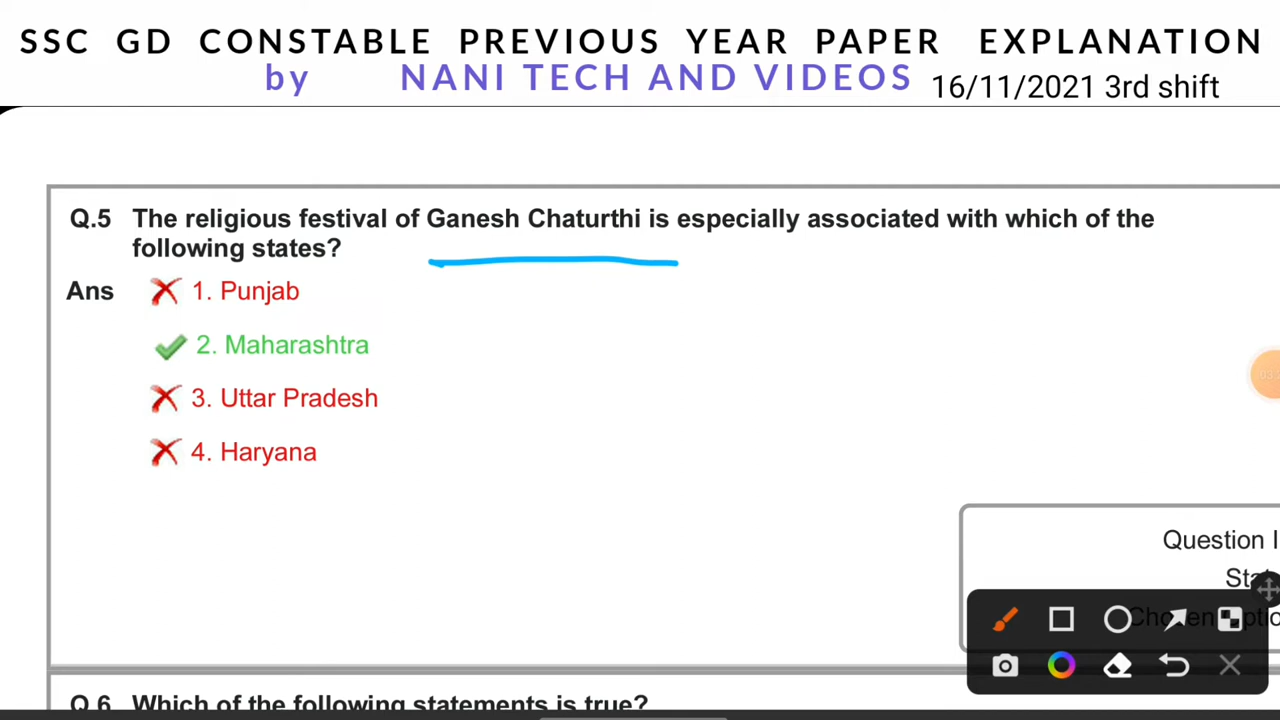 SSC GD CONSTABLE PREVIOUS YEAR PAPER EXPLANATION
by NANI TECH AND VIDEOS 16/11/2021 3rd shift
Q.5 The religious festival of Ganesh Chaturthi is especially associated with which of the
following states?
Ans 1. Punjab
2. Maharashtra
3. Uttar Pradesh
4. Haryana
Question
Q.6 Which of the following statements is true?